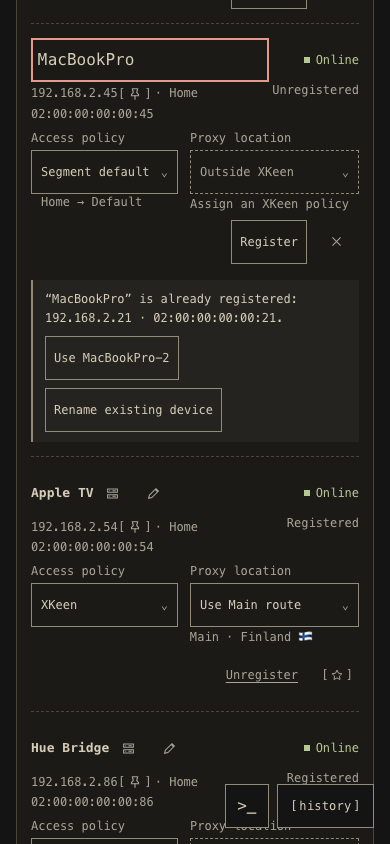 MacBookPro
Online
192.168.2.45[ ]· Home
Unregistered
02:00:00:00:00:45
Access policy
Proxy location
Segment default
Outside XKeen
Home → Default
Assign an XKeen policy
Register
“MacBookPro” is already registered:
192.168.2.21 · 02:00:00:00:00:21.
Use MacBookPro-2
Rename existing device
Apple TV
Online
192.168.2.54[ ]· Home
Registered
02:00:00:00:00:54
Access policy
Proxy location
XKeen
Use Main route
Main · Finland 🇫🇮
Unregister
[ ]
Hue Bridge
Online
192.168.2.86[ ]· Home
Registered
02:00:00:00:00:86
>_
[history]
Access policy
Proxy location